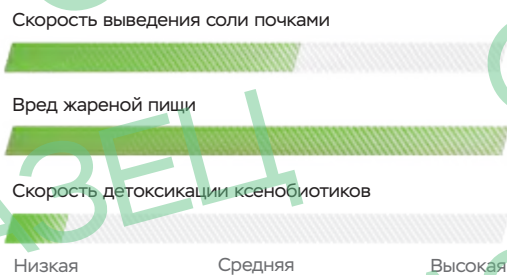 Скорость выведения соли почками
Вред жареной пищи
Скорость детоксикации ксенобиотиков
Низкая Средняя Высокая